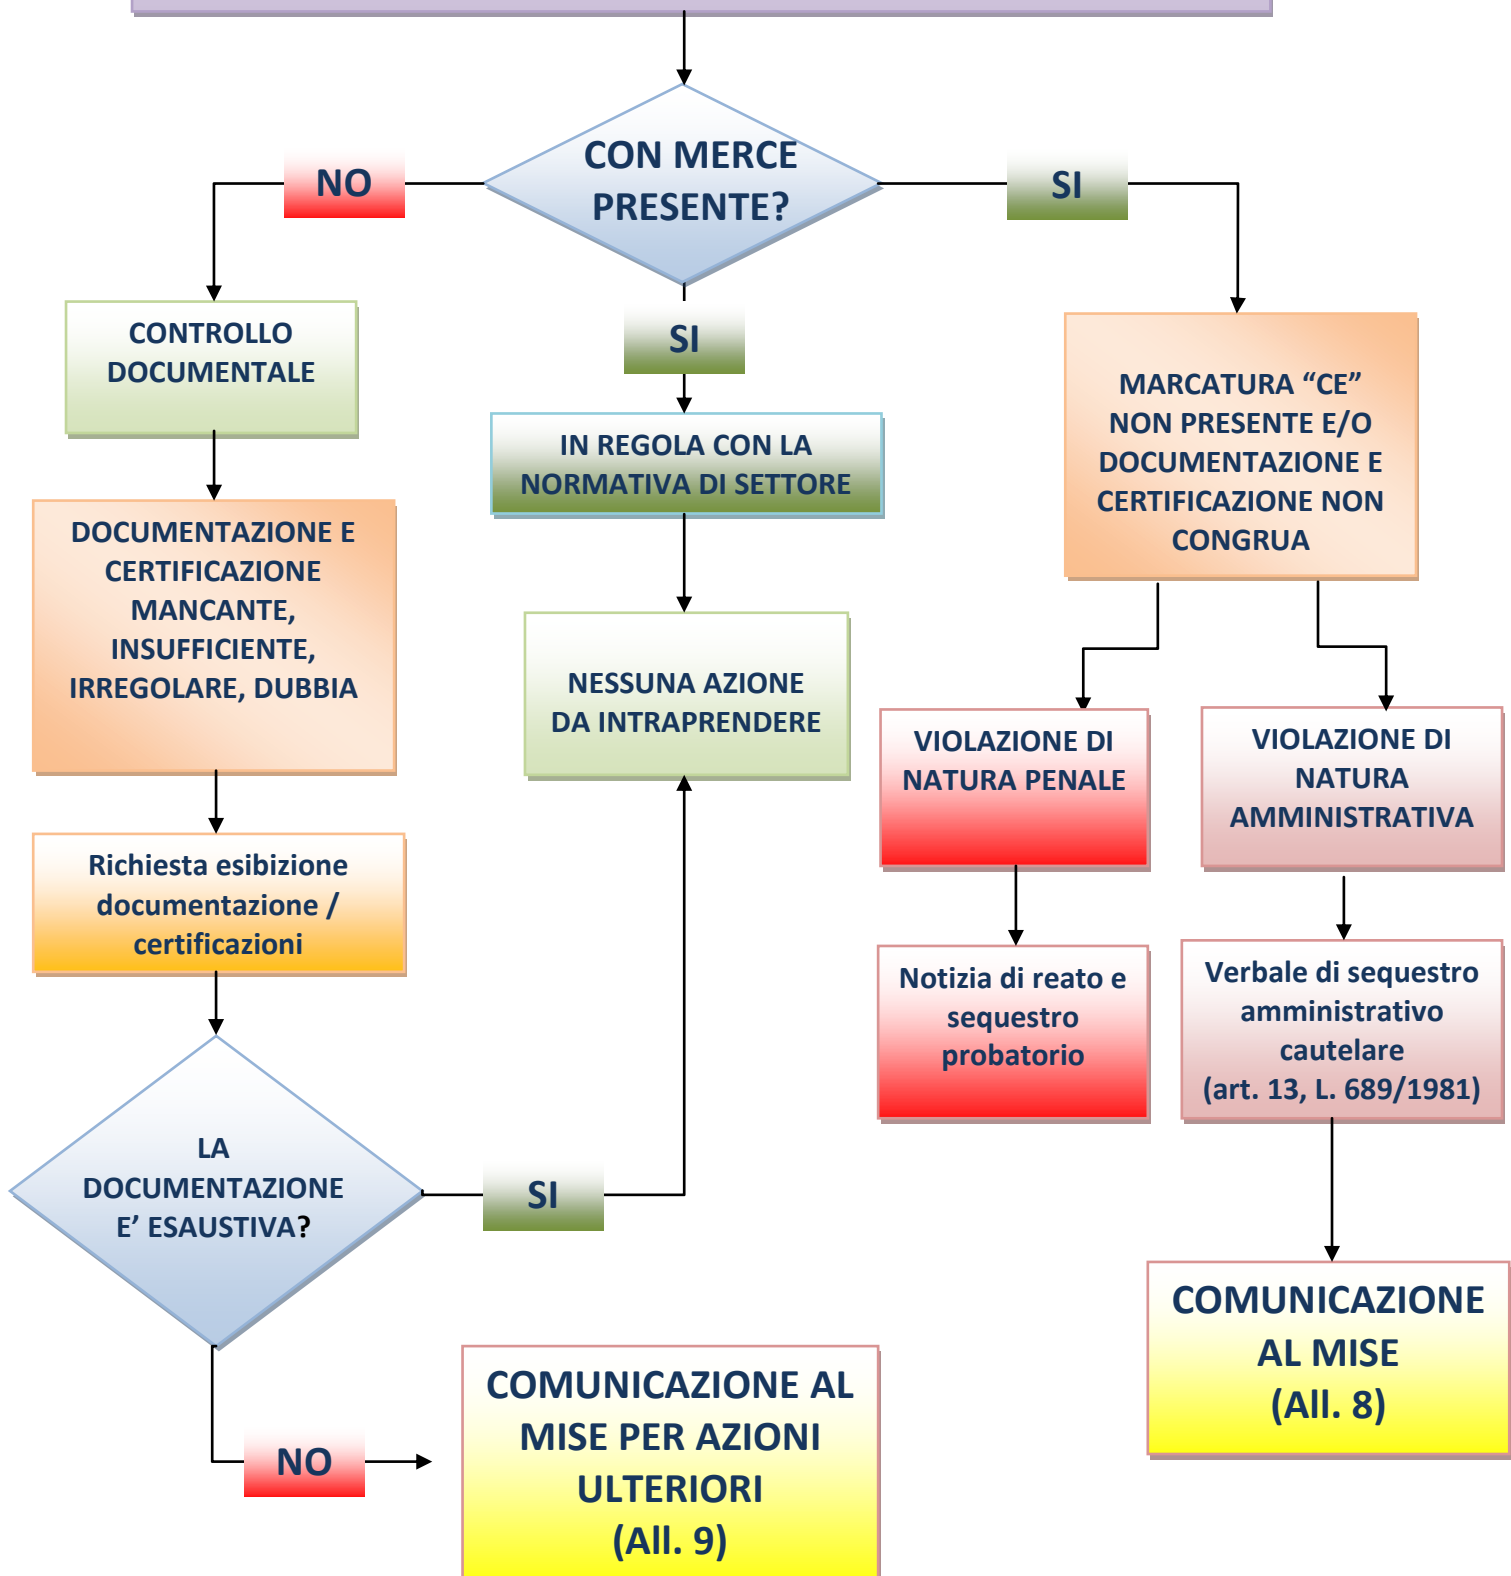 CON MERCE
PRESENTE?
NO
SI
SI
CONTROLLO
DOCUMENTALE
IN REGOLA CON LA
NORMATIVA DI SETTORE
MARCATURA “CE”
NON PRESENTE E/O
DOCUMENTAZIONE E
CERTIFICAZIONE NON
CONGRUA
DOCUMENTAZIONE E
CERTIFICAZIONE
MANCANTE,
INSUFFICIENTE,
IRREGOLARE, DUBBIA
NESSUNA AZIONE
DA INTRAPRENDERE
VIOLAZIONE DI
NATURA PENALE
VIOLAZIONE DI
NATURA
AMMINISTRATIVA
Richiesta esibizione
documentazione /
certificazioni
Notizia di reato e
sequestro
probatorio
Verbale di sequestro
amministrativo
cautelare
(art. 13, L. 689/1981)
LA
DOCUMENTAZIONE
E’ ESAUSTIVA?
SI
COMUNICAZIONE
AL MISE
(All. 8)
NO
COMUNICAZIONE AL
MISE PER AZIONI
ULTERIORI
(All. 9)